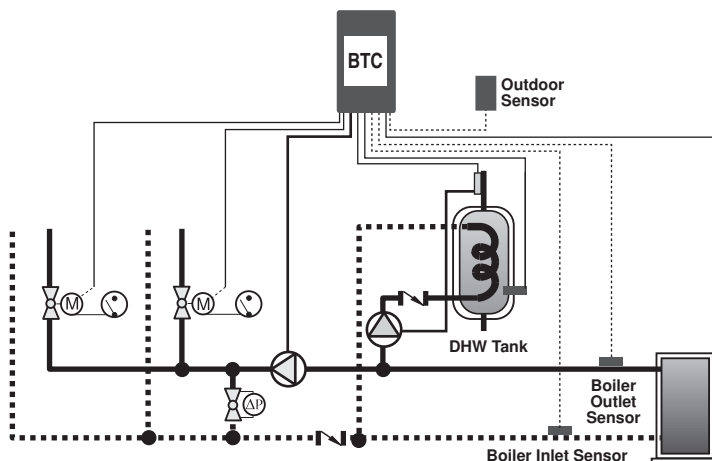 BTC
Outdoor
Sensor
M
M
DHW Tank
ΔP
Boiler
Outlet
Sensor
Boiler Inlet Sensor